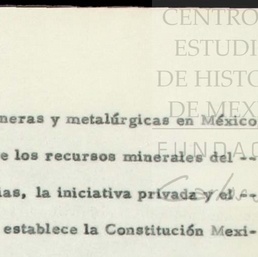 CENTRO
ESTUDI
DE HISTO
DE MEX
FUNDAC
neras y metalúrgicas en México
e los recursos minerales del --
as, la iniciativa privada y el --
establece la Constitución Mexi-